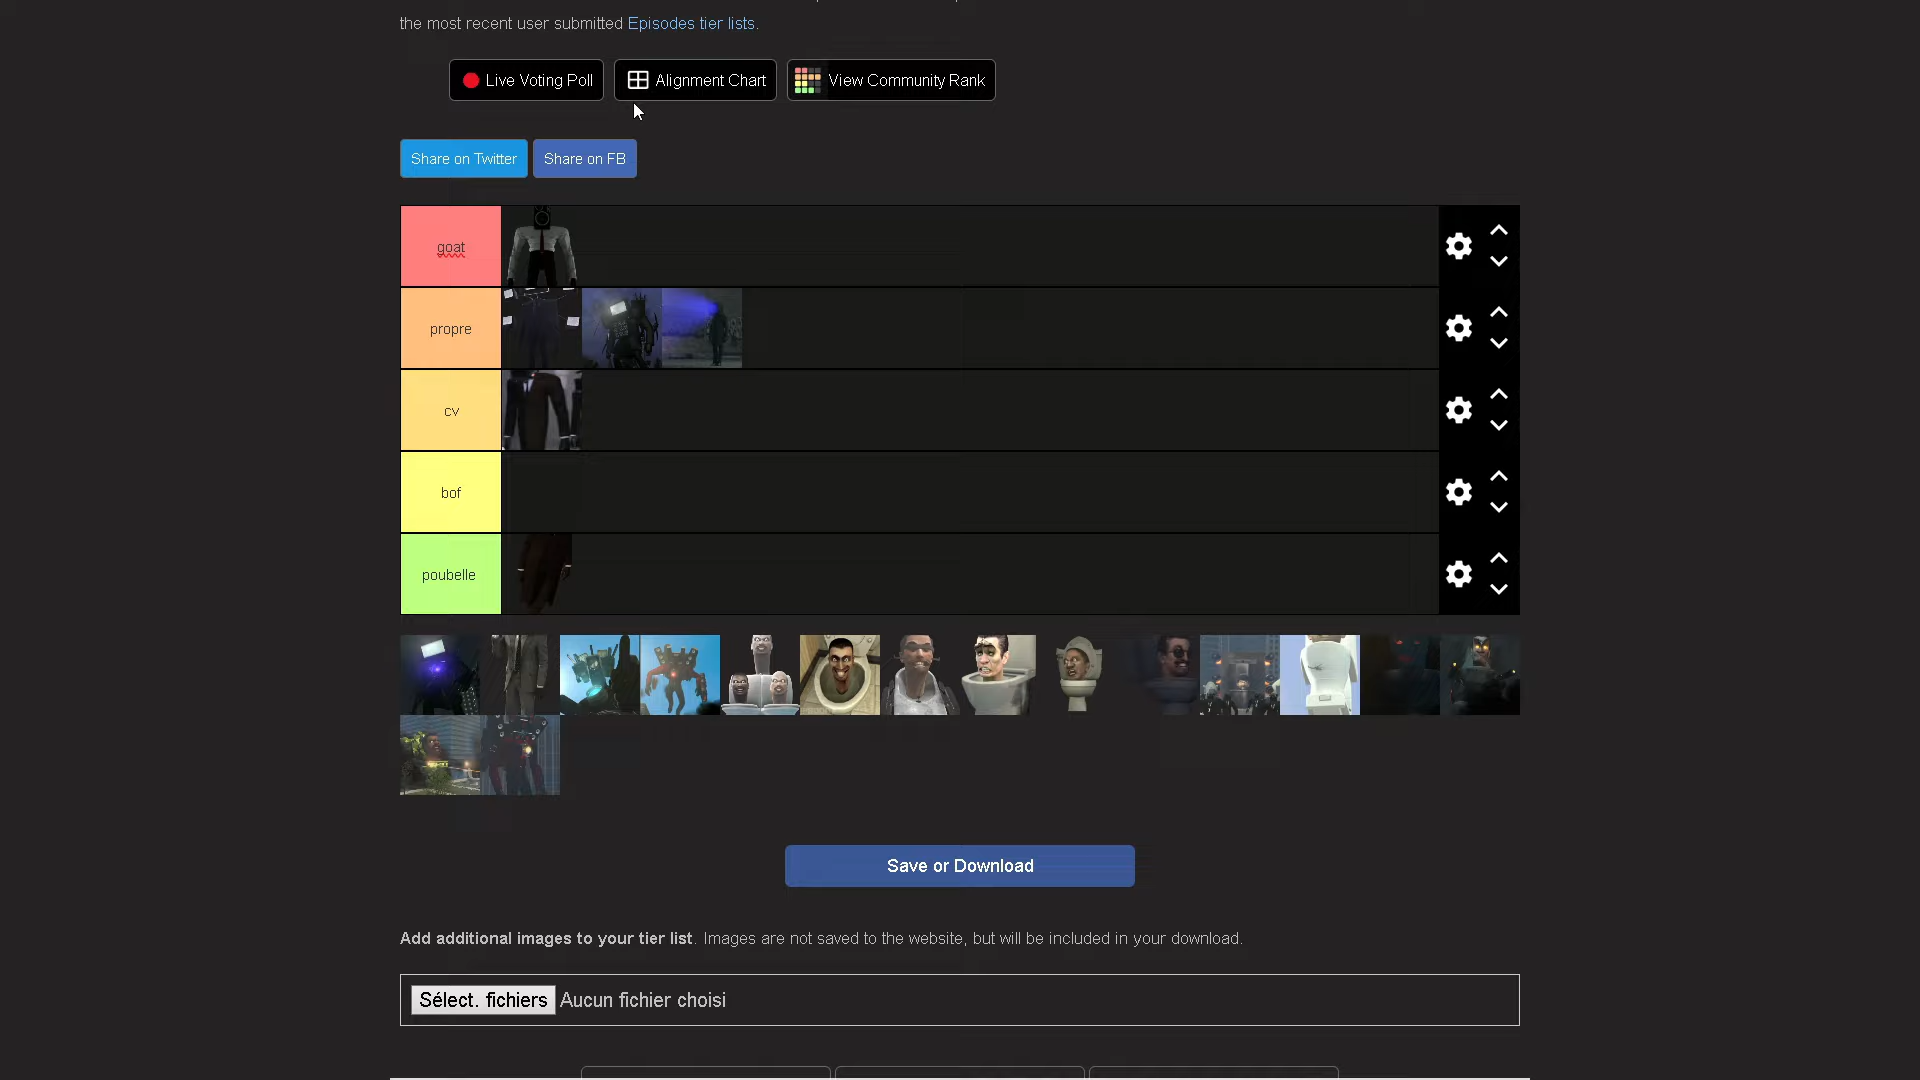 the most recent user submitted Episodes tier lists.
Live Voting Poll
Alignment Chart
View Community Rank
Share on Twitter
Share on FB
goat
propre
cv
bof
poubelle
Save or Download
Add additional images to your tier list. Images are not saved to the website, but will be included in your download.
Sélect. fichiers Aucun fichier choisi